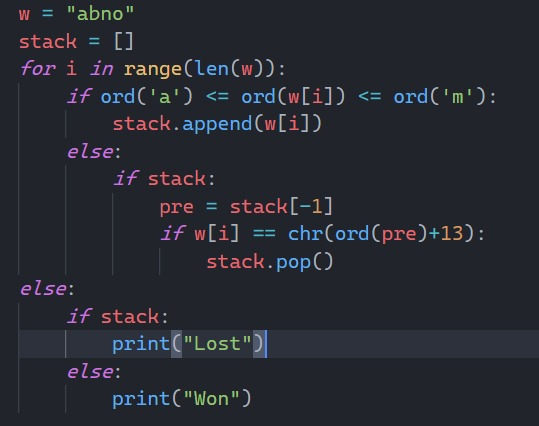 w = "abno"
stack = []
for i in range(len(w)):
    if ord('a') <= ord(w[i]) <= ord('m'):
        stack.append(w[i])
    else:
        if stack:
            pre = stack[-1]
            if w[i] == chr(ord(pre)+13):
                stack.pop()
else:
    if stack:
        print("Lost")
    else:
        print("Won")